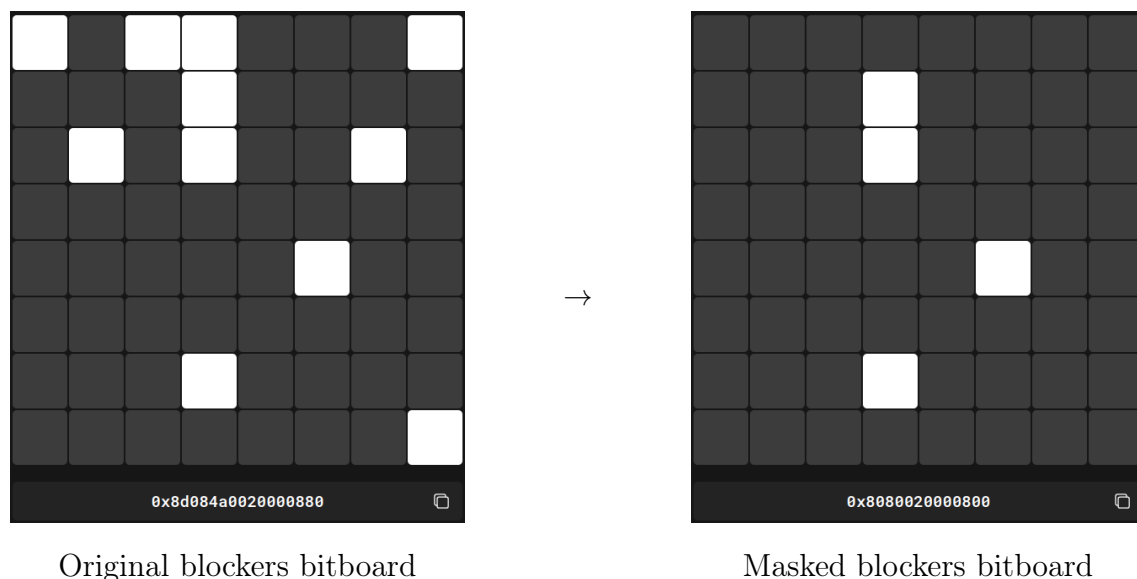 →
0x8d084a0020000880
0x8080020000800
Original blockers bitboard
Masked blockers bitboard